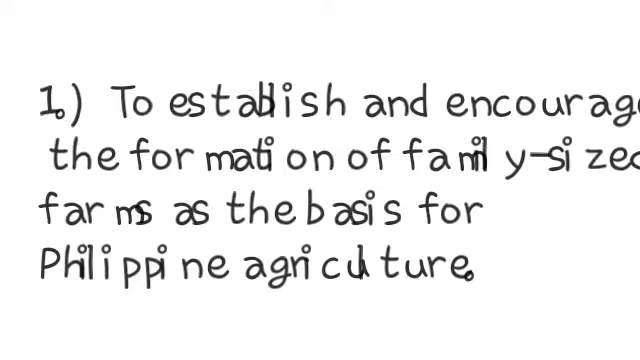 1.) To establish and encourage
the formation of family-sized
farms as the basis for
Philippine agriculture.